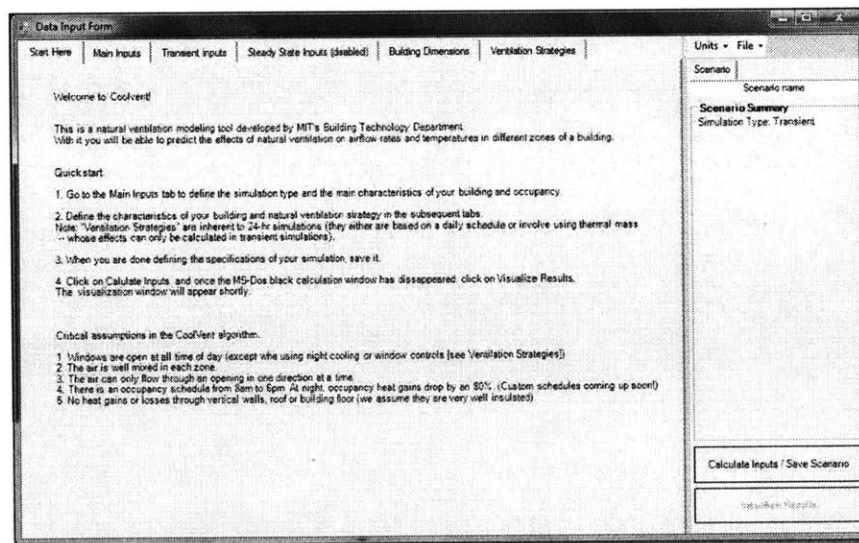 Data Input Form
Start Here
Main Inputs
Transient Inputs
Steady State Inputs (disabled)
Building Dimensions
Ventilation Strategies
Units
File
Scenario
Scenario name
Scenario Summary
Simulation Type: Transient
Welcome to Coolvent!
This is a natural ventilation modeling tool developed by MIT's Building Technology Department.
With it you will be able to predict the effects of natural ventilation on airflow rates and temperatures in different zones of a building.
Quick start.
1. Go to the Main Inputs tab to define the simulation type and the main characteristics of your building and occupancy.
2. Define the characteristics of your building and natural ventilation strategy in the subsequent tabs.
Note: "Ventilation Strategies" are inherent to 24-hr simulations (they either are based on a daily schedule or involve using thermal mass
-- whose effects can only be calculated in transient simulations).
3. When you are done defining the specifications of your simulation, save it.
4. Click on Calulate Inputs, and once the MS-Dos black calculation window has dissappeared, click on Visualize Results.
The visualization window will appear shortly.
Critical assumptions in the CoolVent algorithm.
1. Windows are open at all time of day (except whe using night cooling or window controls [see Ventilation Strategies])
2. The air is well mixed in each zone.
3. The air can only flow through an opening in one direction at a time.
4. There is an occupancy schedule from 8am to 6pm. At night, occupancy heat gains drop by an 80%. (Custom schedules coming up soon!)
5. No heat gains or losses through vertical walls, roof or building floor (we assume they are very well insulated)
Calculate Inputs / Save Scenario
Visualize Results